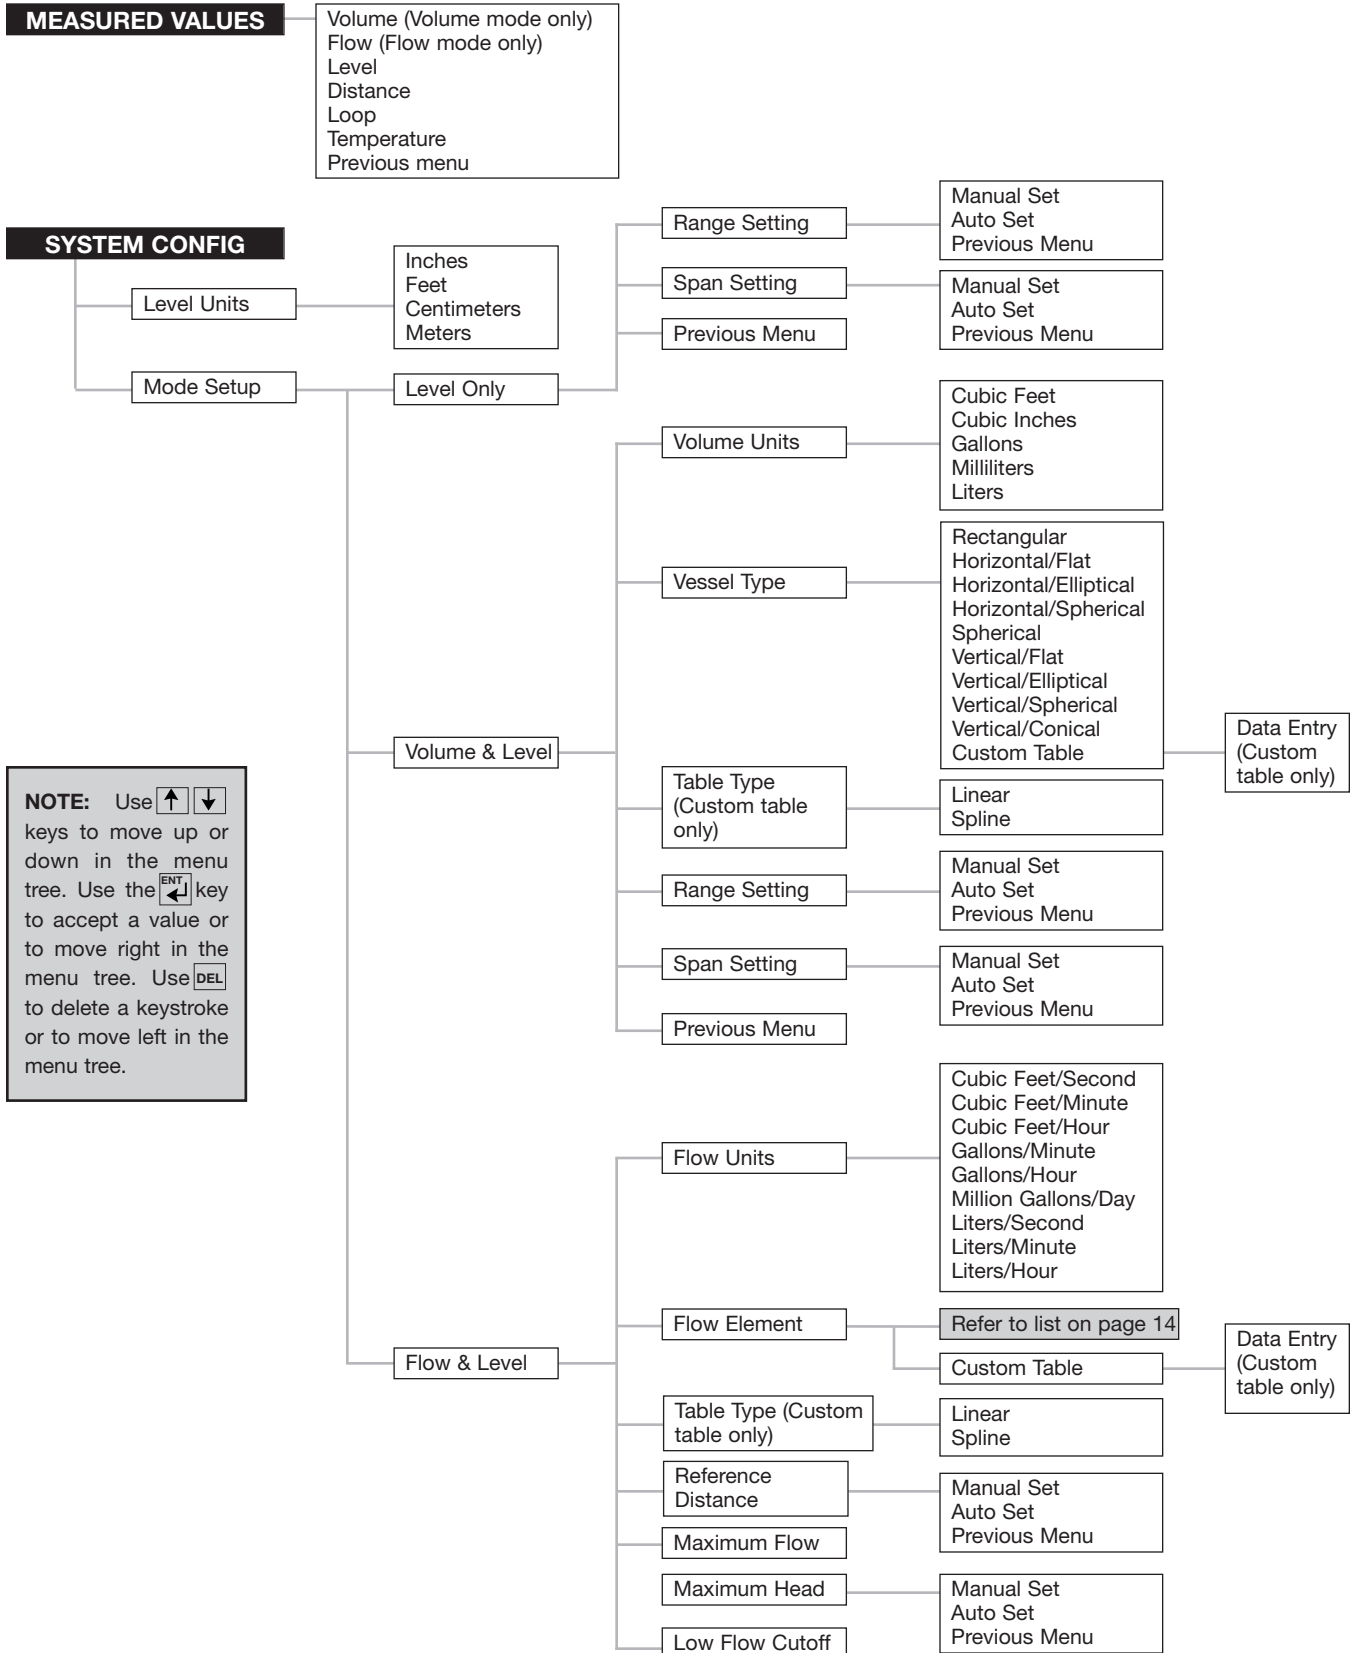 MEASURED VALUES
Volume (Volume mode only)
Flow (Flow mode only)
Level
Distance
Loop
Temperature
Previous menu
SYSTEM CONFIG
Level Units
Inches
Feet
Centimeters
Meters
Mode Setup
Level Only
Range Setting
Manual Set
Auto Set
Previous Menu
Span Setting
Manual Set
Auto Set
Previous Menu
Previous Menu
Volume & Level
Volume Units
Cubic Feet
Cubic Inches
Gallons
Milliliters
Liters
Vessel Type
Rectangular
Horizontal/Flat
Horizontal/Elliptical
Horizontal/Spherical
Spherical
Vertical/Flat
Vertical/Elliptical
Vertical/Spherical
Vertical/Conical
Custom Table
Data Entry
(Custom
table only)
Table Type
(Custom table
only)
Linear
Spline
Range Setting
Manual Set
Auto Set
Previous Menu
Span Setting
Manual Set
Auto Set
Previous Menu
Previous Menu
NOTE: Use ↑ ↓
keys to move up or
down in the menu
tree. Use the ENT key
to accept a value or
to move right in the
menu tree. Use DEL
to delete a keystroke
or to move left in the
menu tree.
Flow & Level
Flow Units
Cubic Feet/Second
Cubic Feet/Minute
Cubic Feet/Hour
Gallons/Minute
Gallons/Hour
Million Gallons/Day
Liters/Second
Liters/Minute
Liters/Hour
Flow Element
Refer to list on page 14
Custom Table
Data Entry
(Custom
table only)
Table Type (Custom
table only)
Linear
Spline
Reference
Distance
Manual Set
Auto Set
Previous Menu
Maximum Flow
Maximum Head
Manual Set
Auto Set
Previous Menu
Low Flow Cutoff